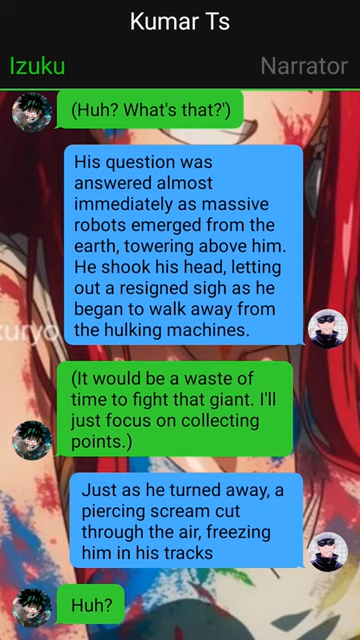 Kumar Ts
Izuku
Narrator
(Huh? What's that?')
His question was
answered almost
immediately as massive
robots emerged from the
earth, towering above him.
He shook his head, letting
out a resigned sigh as he
began to walk away from
the hulking machines.
(It would be a waste of
time to fight that giant. I'll
just focus on collecting
points.)
Just as he turned away, a
piercing scream cut
through the air, freezing
him in his tracks
Huh?